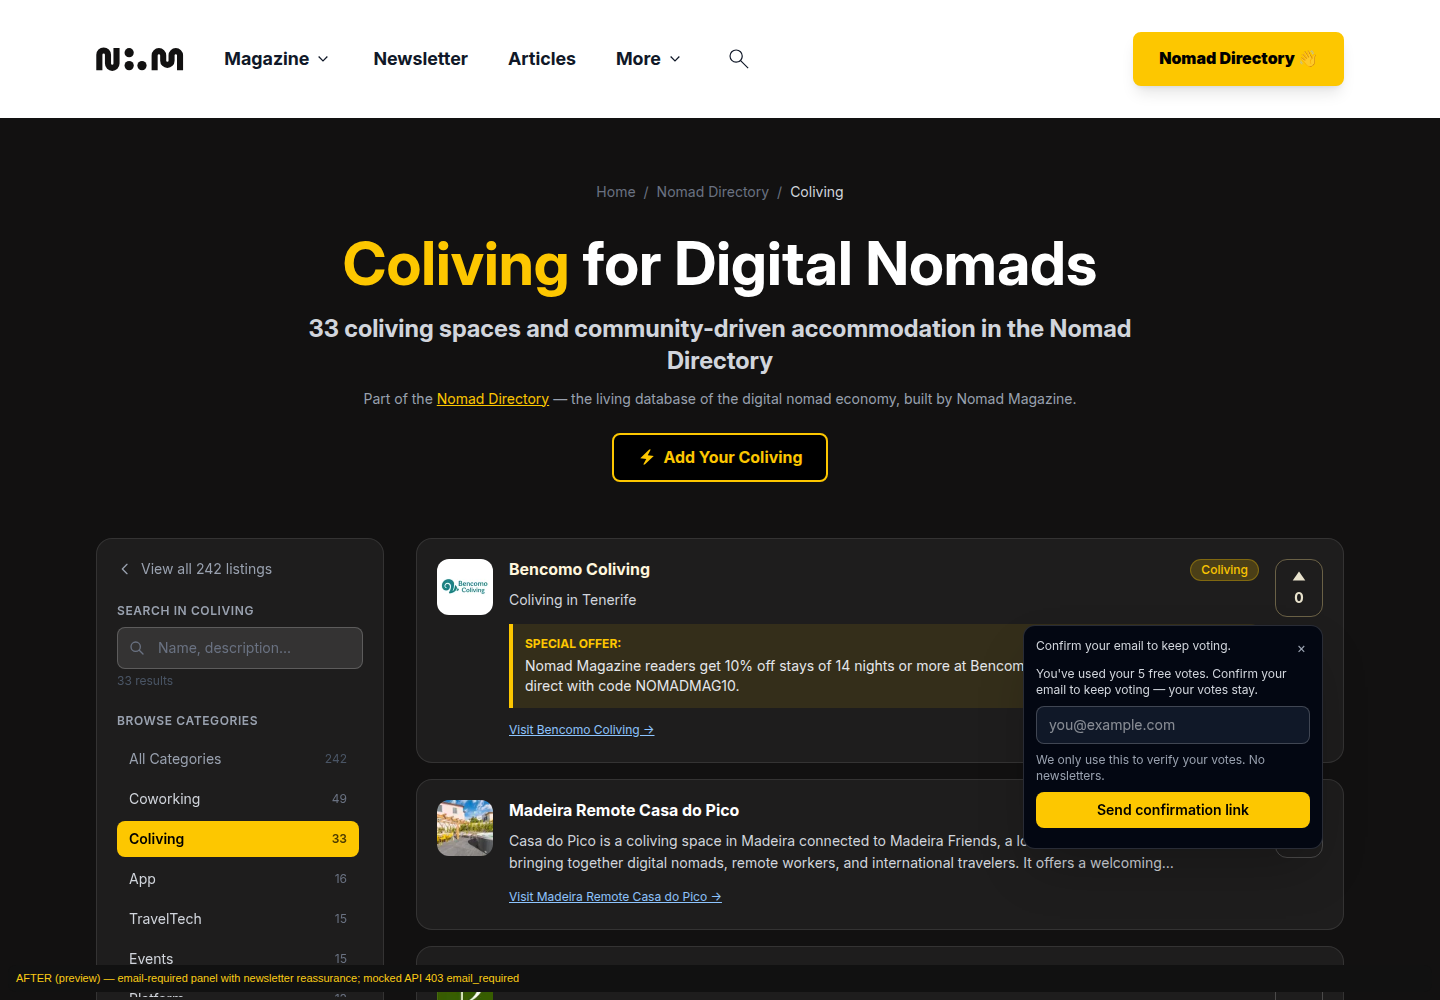 N:.M
Magazine
Newsletter
Articles
More
Nomad Directory 👋
Home / Nomad Directory / Coliving
Coliving for Digital Nomads
33 coliving spaces and community-driven accommodation in the Nomad
Directory
Part of the Nomad Directory — the living database of the digital nomad economy, built by Nomad Magazine.
⚡ Add Your Coliving
View all 242 listings
SEARCH IN COLIVING
Name, description...
33 results
BROWSE CATEGORIES
All Categories 242
Coworking 49
Coliving 33
App 16
TravelTech 15
Events 15
Bencomo Coliving
Bencomo Coliving
Coliving
▲
0
Coliving in Tenerife
SPECIAL OFFER:
Nomad Magazine readers get 10% off stays of 14 nights or more at Bencom
direct with code NOMADMAG10.
Visit Bencomo Coliving →
Confirm your email to keep voting. ×
You've used your 5 free votes. Confirm your
email to keep voting — your votes stay.
you@example.com
We only use this to verify your votes. No
newsletters.
Send confirmation link
Madeira Remote Casa do Pico
Casa do Pico is a coliving space in Madeira connected to Madeira Friends, a lo
bringing together digital nomads, remote workers, and international travelers. It offers a welcoming...
Visit Madeira Remote Casa do Pico →
AFTER (preview) — email-required panel with newsletter reassurance; mocked API 403 email_required